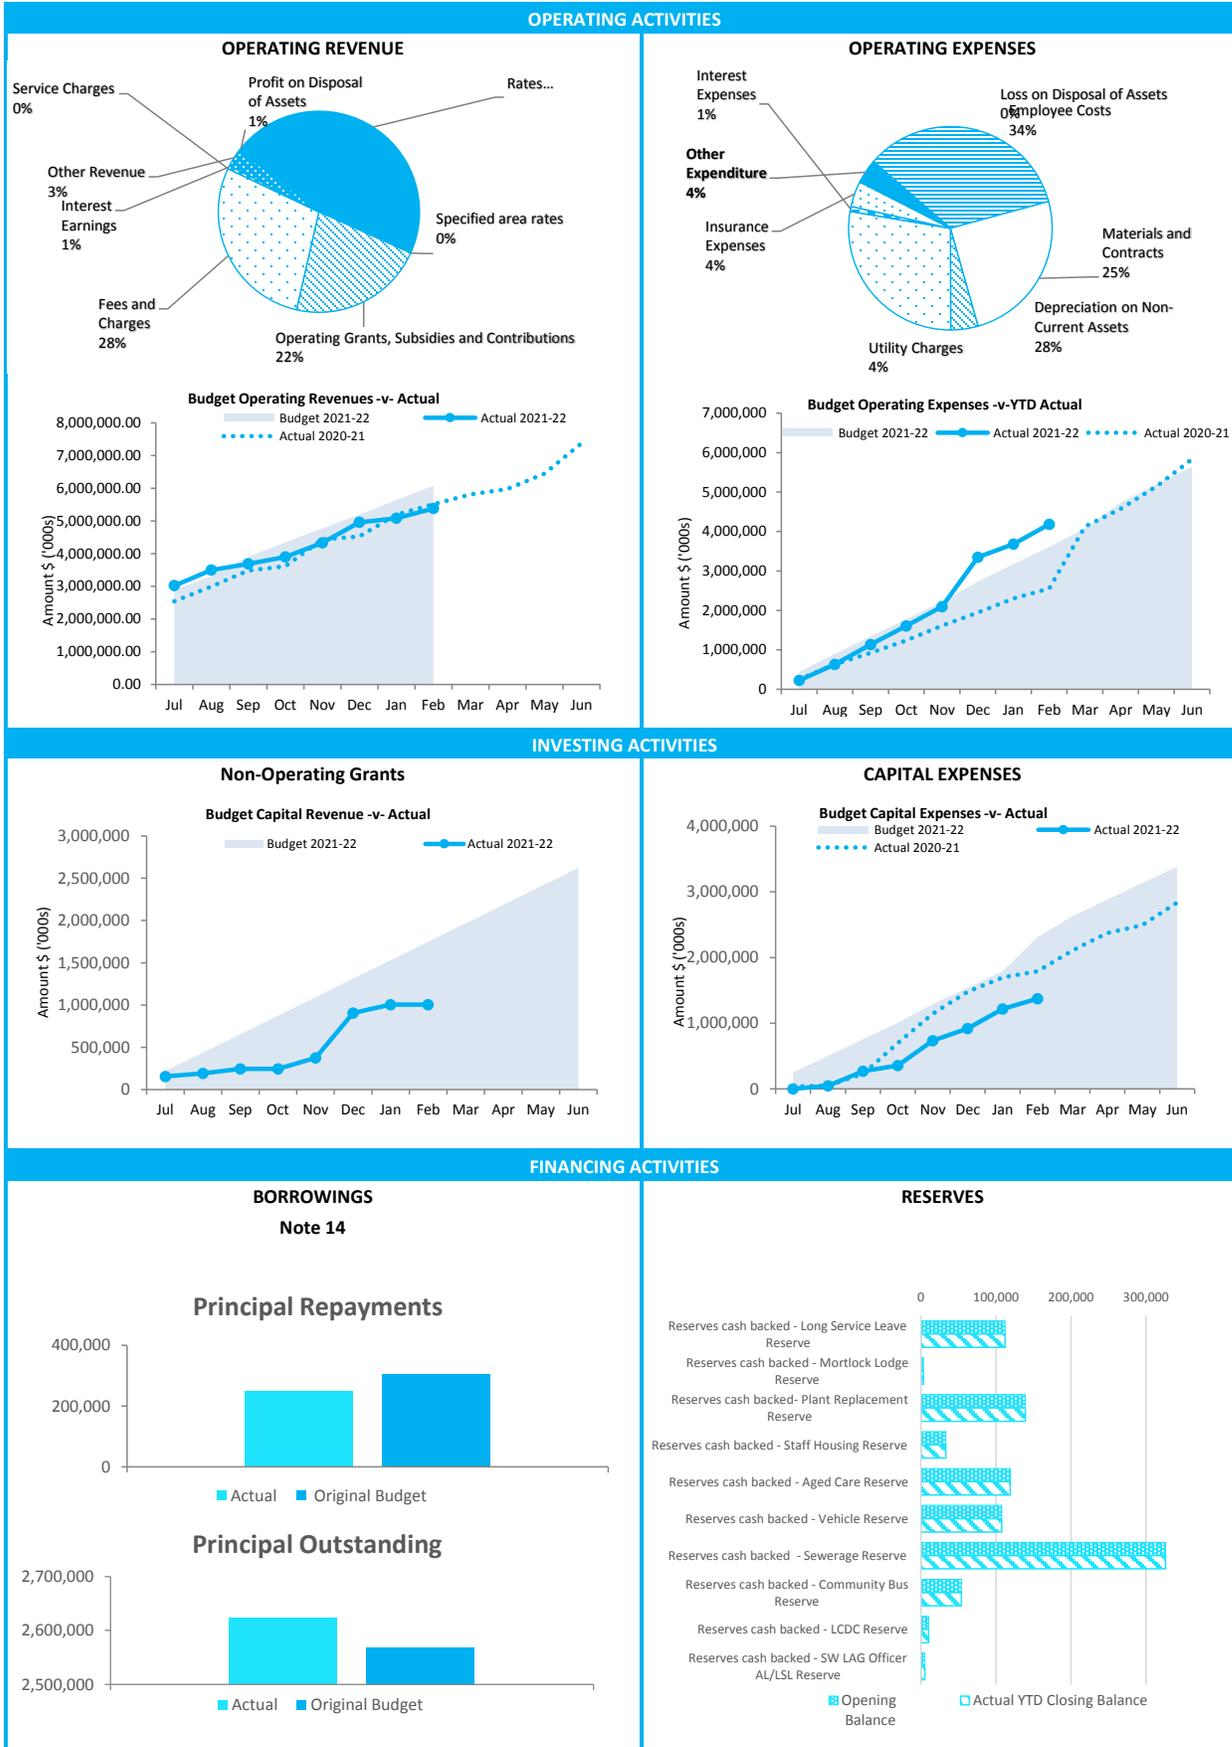 OPERATING ACTIVITIES
OPERATING REVENUE
Service Charges
0%
Profit on Disposal
of Assets
1%
Rates...
Other Revenue
3%
Interest
Earnings
1%
Specified area rates
0%
Fees and
Charges
28%
Operating Grants, Subsidies and Contributions
22%
OPERATING EXPENSES
Interest
Expenses
1%
Loss on Disposal of Assets
0%
Employee Costs
34%
Other
Expenditure
4%
Insurance
Expenses
4%
Materials and
Contracts
25%
Depreciation on Non-
Current Assets
28%
Utility Charges
4%
Budget Operating Revenues -v- Actual
Budget 2021-22
Actual 2021-22
Actual 2020-21
Amount $ ('000s)
8,000,000.00
7,000,000.00
6,000,000.00
5,000,000.00
4,000,000.00
3,000,000.00
2,000,000.00
1,000,000.00
0.00
Jul Aug Sep Oct Nov Dec Jan Feb Mar Apr May Jun
Budget Operating Expenses -v-YTD Actual
Budget 2021-22
Actual 2021-22
Actual 2020-21
Amount $ ('000s)
7,000,000
6,000,000
5,000,000
4,000,000
3,000,000
2,000,000
1,000,000
0
Jul Aug Sep Oct Nov Dec Jan Feb Mar Apr May Jun
INVESTING ACTIVITIES
Non-Operating Grants
Budget Capital Revenue -v- Actual
Budget 2021-22
Actual 2021-22
Amount $ ('000s)
3,000,000
2,500,000
2,000,000
1,500,000
1,000,000
500,000
0
Jul Aug Sep Oct Nov Dec Jan Feb Mar Apr May Jun
CAPITAL EXPENSES
Budget Capital Expenses -v- Actual
Budget 2021-22
Actual 2021-22
Actual 2020-21
Amount $ ('000s)
4,000,000
3,000,000
2,000,000
1,000,000
0
Jul Aug Sep Oct Nov Dec Jan Feb Mar Apr May Jun
FINANCING ACTIVITIES
BORROWINGS
Note 14
Principal Repayments
400,000
200,000
0
Actual
Original Budget
Principal Outstanding
2,700,000
2,600,000
2,500,000
Actual
Original Budget
RESERVES
0 100,000 200,000 300,000
Reserves cash backed - Long Service Leave
Reserve
Reserves cash backed - Mortlock Lodge
Reserve
Reserves cash backed- Plant Replacement
Reserve
Reserves cash backed - Staff Housing Reserve
Reserves cash backed - Aged Care Reserve
Reserves cash backed - Vehicle Reserve
Reserves cash backed - Sewerage Reserve
Reserves cash backed - Community Bus
Reserve
Reserves cash backed - LCDC Reserve
Reserves cash backed - SW LAG Officer
AL/LSL Reserve
Opening
Balance
Actual YTD Closing Balance